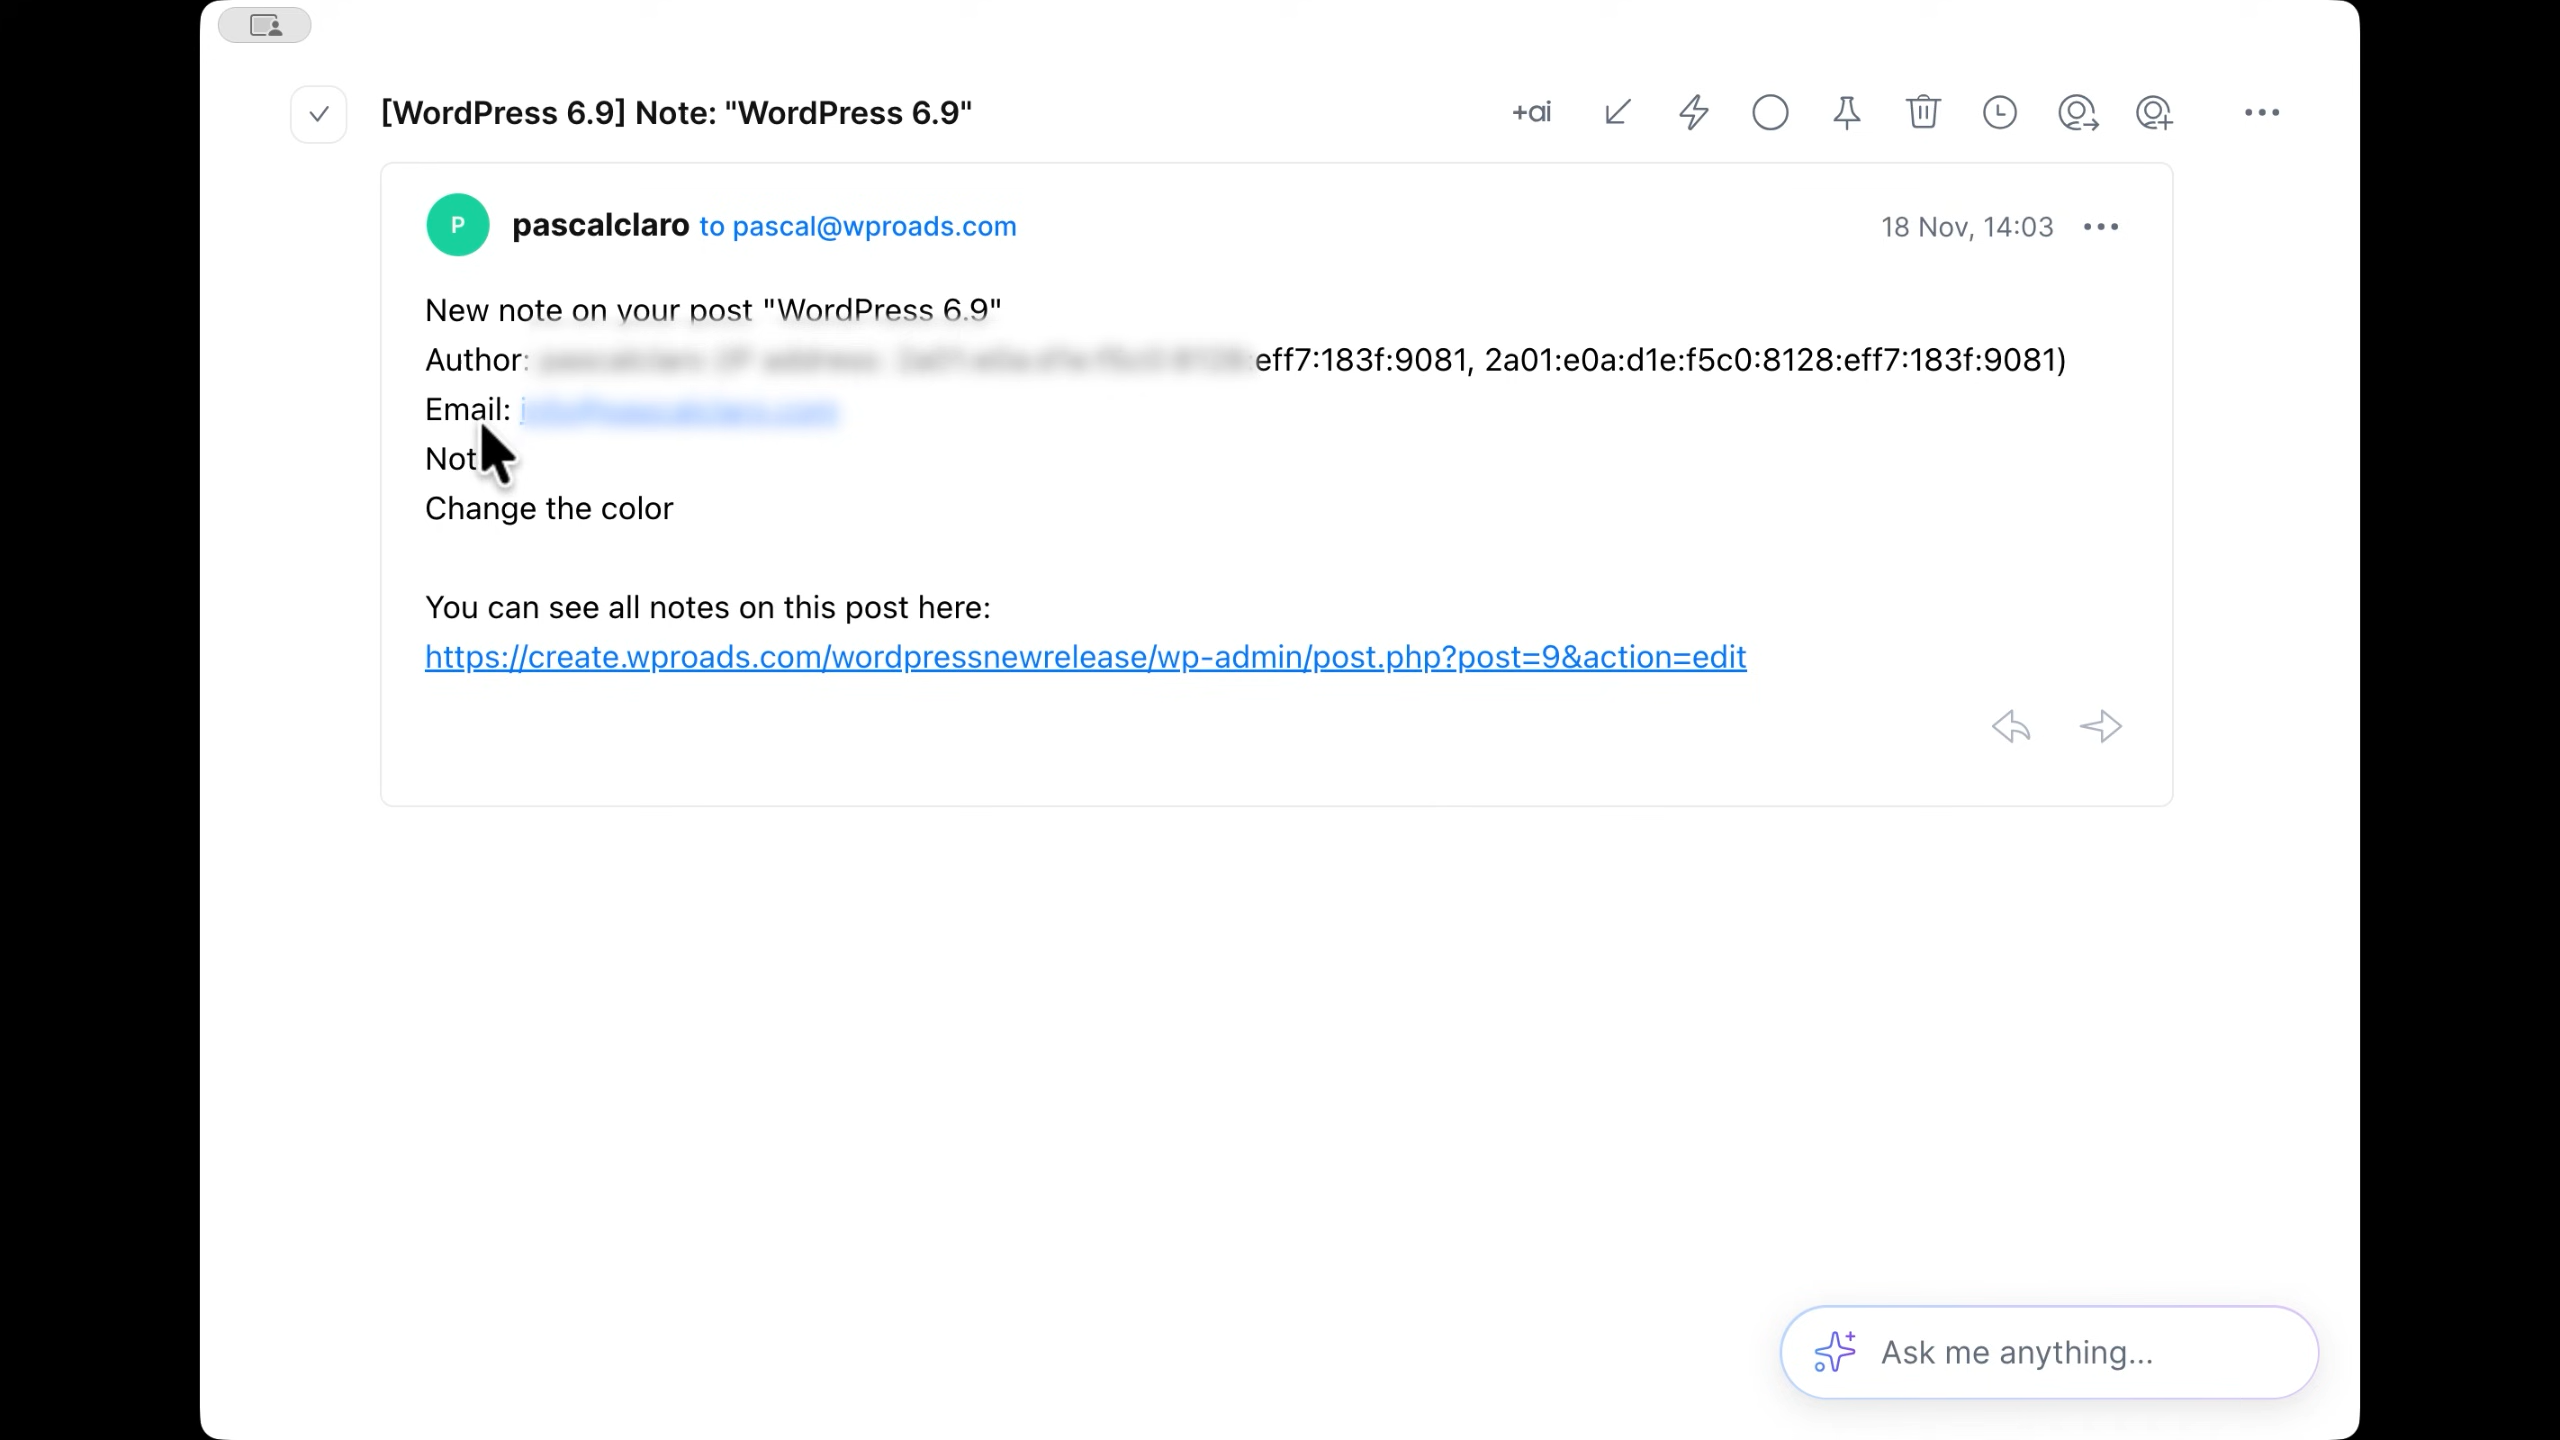 [WordPress 6.9] Note: "WordPress 6.9"
+ai
P
pascalclaro to pascal@wproads.com
18 Nov, 14:03
New note on your post "WordPress 6.9"
Author: eff7:183f:9081, 2a01:e0a:d1e:f5c0:8128:eff7:183f:9081)
Email:
Not
Change the color
You can see all notes on this post here:
https://create.wproads.com/wordpressnewrelease/wp-admin/post.php?post=9&action=edit
Ask me anything...